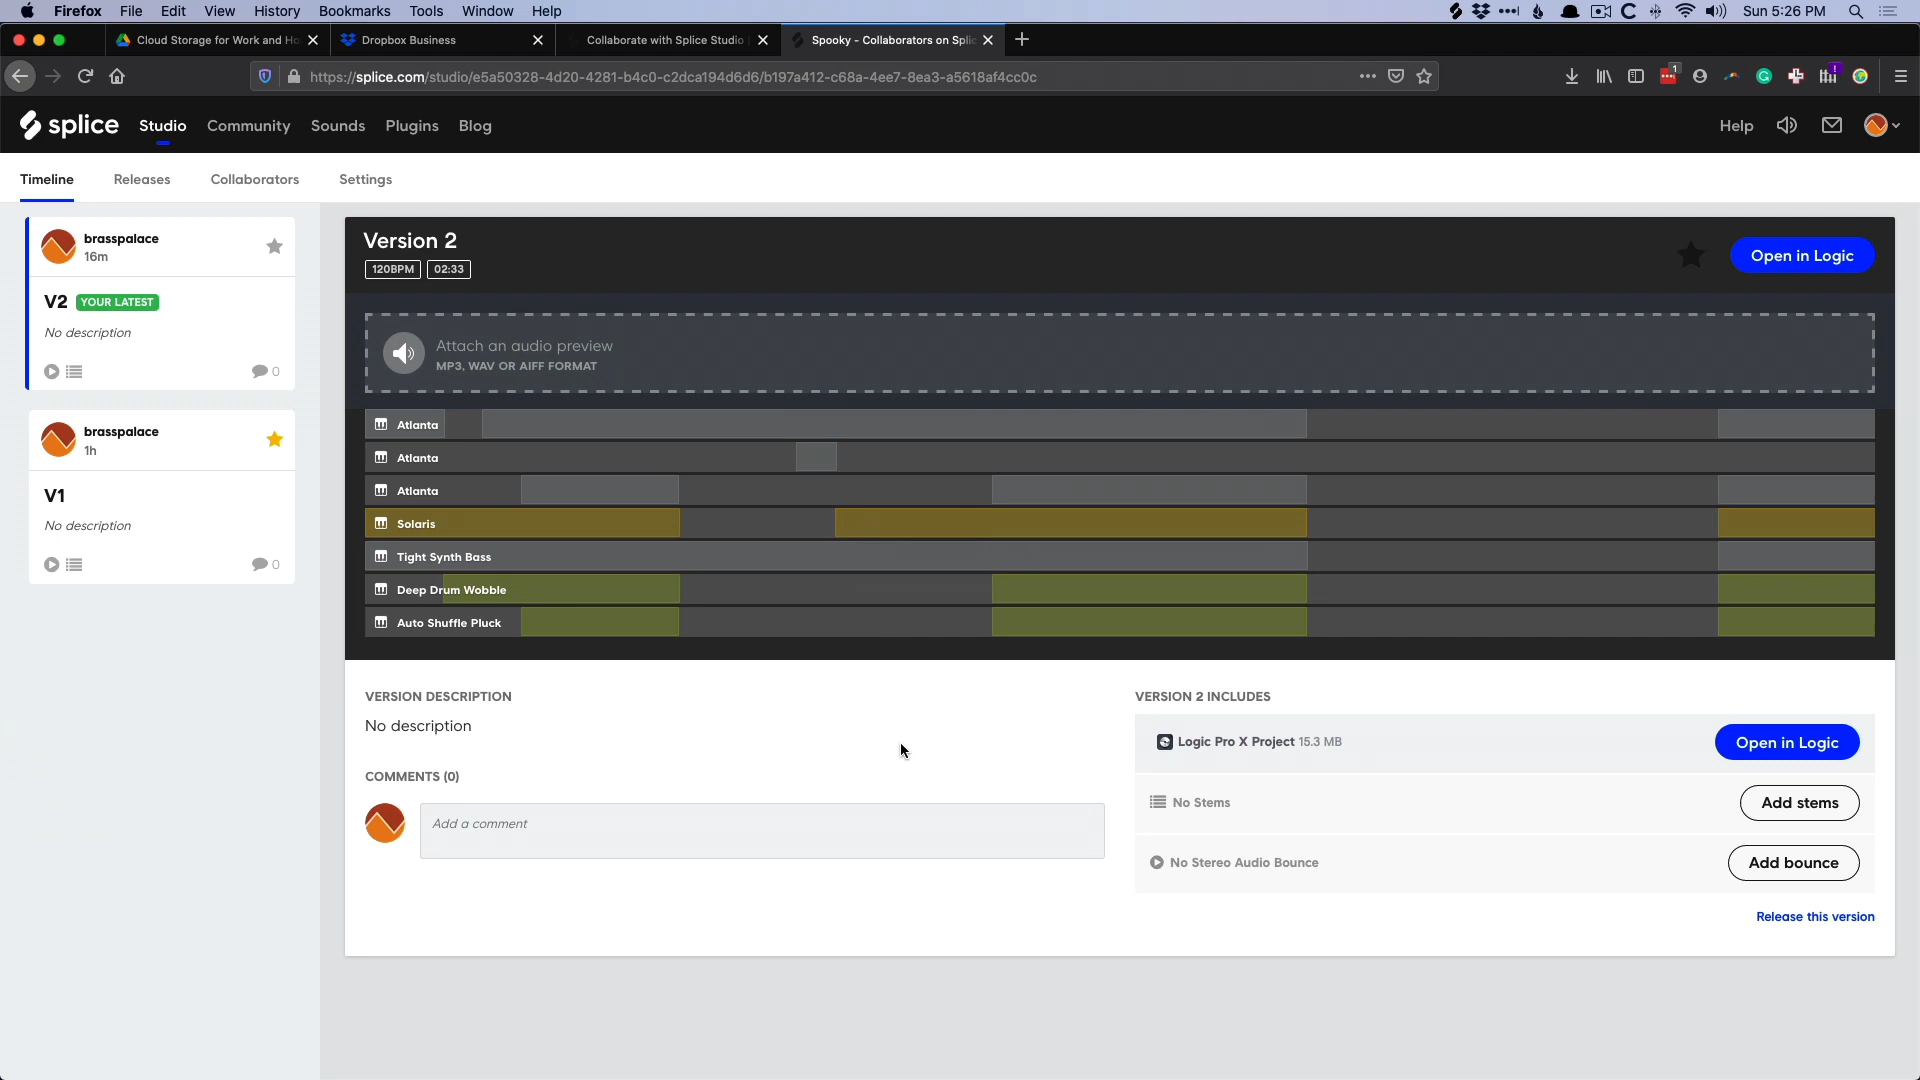 Firefox File Edit View History Bookmarks Tools Window Help
Sun 5:26 PM
Cloud Storage for Work and Ho
Dropbox Business
Collaborate with Splice Studio
Spooky - Collaborators on Splic
https://splice.com/studio/e5a50328-4d20-4281-b4c0-c2dca194d6d6/b197a412-c68a-4ee7-8ea3-a5618af4cc0c
1
splice Studio Community Sounds Plugins Blog
Help
Timeline Releases Collaborators Settings
brasspalace
16m
V2 YOUR LATEST
No description
0
brasspalace
1h
V1
No description
0
Version 2
120BPM 02:33
Open in Logic
Attach an audio preview
MP3, WAV OR AIFF FORMAT
Atlanta
Atlanta
Atlanta
Solaris
Tight Synth Bass
Deep Drum Wobble
Auto Shuffle Pluck
VERSION DESCRIPTION
No description
COMMENTS (0)
Add a comment
VERSION 2 INCLUDES
Logic Pro X Project 15.3 MB
Open in Logic
No Stems
Add stems
No Stereo Audio Bounce
Add bounce
Release this version